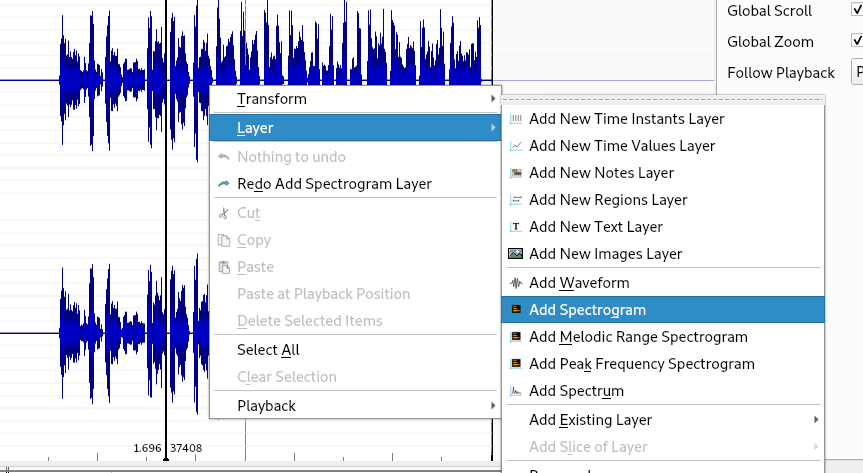 Global Scroll
Global Zoom
Follow Playback
Transform
Layer
Nothing to undo
Redo Add Spectrogram Layer
Cut
Copy
Paste
Paste at Playback Position
Delete Selected Items
Select All
Clear Selection
Playback
Add New Time Instants Layer
Add New Time Values Layer
Add New Notes Layer
Add New Regions Layer
Add New Text Layer
Add New Images Layer
Add Waveform
Add Spectrogram
Add Melodic Range Spectrogram
Add Peak Frequency Spectrogram
Add Spectrum
Add Existing Layer
Add Slice of Layer
1.696 37408